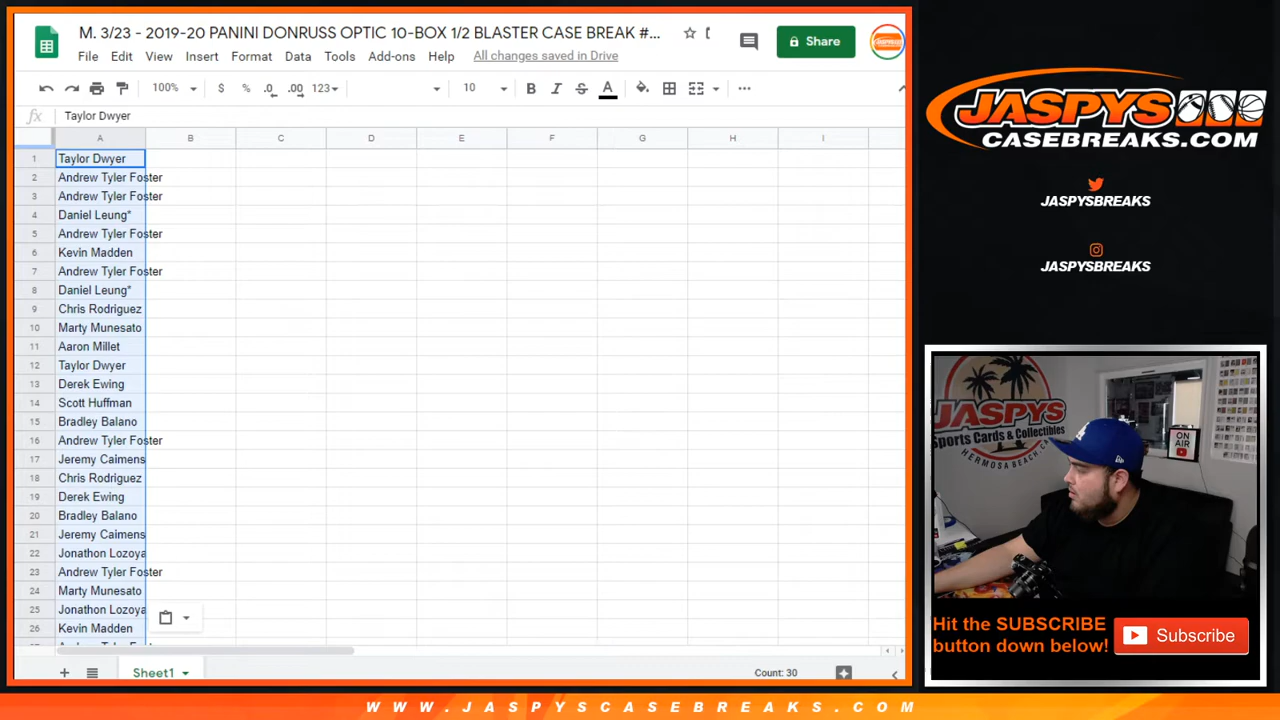 M. 3/23 - 2019-20 PANINI DONRUSS OPTIC 10-BOX 1/2 BLASTER CASE BREAK #...
File Edit View Insert Format Data Tools Add-ons Help All changes saved in Drive
Share
100% $ % .0 .00 123 10 B I S A
fx Taylor Dwyer
A B C D E F G H I
1 Taylor Dwyer
2 Andrew Tyler Foster
3 Andrew Tyler Foster
4 Daniel Leung*
5 Andrew Tyler Foster
6 Kevin Madden
7 Andrew Tyler Foster
8 Daniel Leung*
9 Chris Rodriguez
10 Marty Munesato
11 Aaron Millet
12 Taylor Dwyer
13 Derek Ewing
14 Scott Huffman
15 Bradley Balano
16 Andrew Tyler Foster
17 Jeremy Caimens
18 Chris Rodriguez
19 Derek Ewing
20 Bradley Balano
21 Jeremy Caimens
22 Jonathon Lozoya
23 Andrew Tyler Foster
24 Marty Munesato
25 Jonathon Lozoya
26 Kevin Madden
Sheet1
Count: 30
JASPYS
CASEBREAKS.COM
JASPYSBREAKS
JASPYSBREAKS
JASPYS
Sports Cards & Collectibles
HERMOSA BEACH, CA
ON AIR
LA
Hit the SUBSCRIBE
button down below!
Subscribe
WWW.JASPYSCASEBREAKS.COM